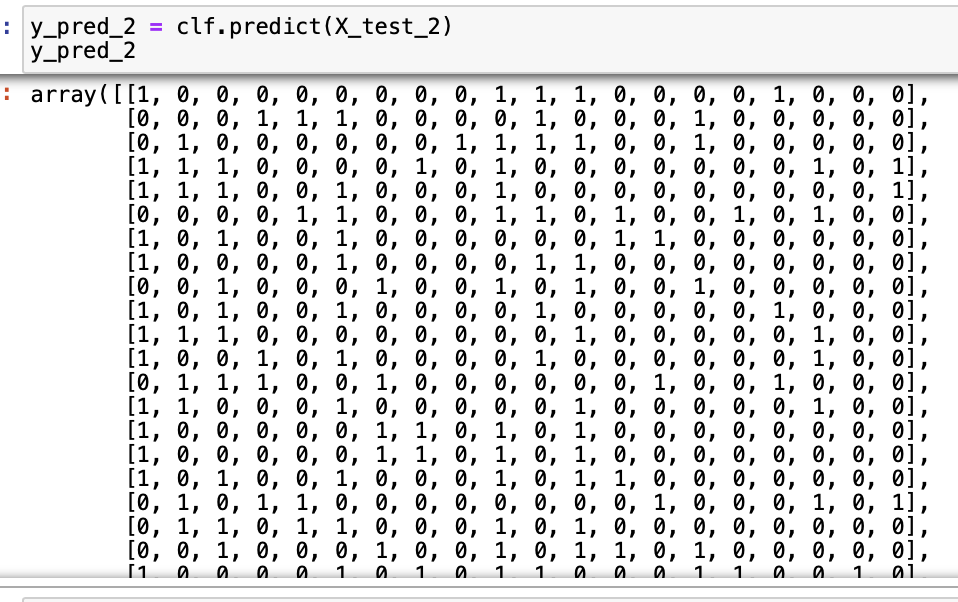 : y_pred_2 = clf.predict(X_test_2)
y_pred_2
: array([[1, 0, 0, 0, 0, 0, 0, 0, 0, 1, 1, 1, 0, 0, 0, 0, 1, 0, 0, 0],
[0, 0, 0, 1, 1, 1, 0, 0, 0, 0, 1, 0, 0, 0, 1, 0, 0, 0, 0, 0],
[0, 1, 0, 0, 0, 0, 0, 0, 1, 1, 1, 1, 0, 0, 1, 0, 0, 0, 0, 0],
[1, 1, 1, 0, 0, 0, 0, 1, 0, 1, 0, 0, 0, 0, 0, 0, 0, 1, 0, 1],
[1, 1, 1, 0, 0, 1, 0, 0, 0, 1, 0, 0, 0, 0, 0, 0, 0, 0, 0, 1],
[0, 0, 0, 0, 1, 1, 0, 0, 0, 1, 1, 0, 1, 0, 0, 1, 0, 1, 0, 0],
[1, 0, 1, 0, 0, 1, 0, 0, 0, 0, 0, 0, 1, 1, 0, 0, 0, 0, 0, 0],
[1, 0, 0, 0, 0, 1, 0, 0, 0, 0, 1, 1, 0, 0, 0, 0, 0, 0, 0, 0],
[0, 0, 1, 0, 0, 0, 1, 0, 0, 1, 0, 1, 0, 0, 1, 0, 0, 0, 0, 0],
[1, 0, 1, 0, 0, 1, 0, 0, 0, 0, 1, 0, 0, 0, 0, 0, 1, 0, 0, 0],
[1, 1, 1, 0, 0, 0, 0, 0, 0, 0, 0, 1, 0, 0, 0, 0, 0, 1, 0, 0],
[1, 0, 0, 1, 0, 1, 0, 0, 0, 0, 1, 0, 0, 0, 0, 0, 0, 1, 0, 0],
[0, 1, 1, 1, 0, 0, 1, 0, 0, 0, 0, 0, 0, 1, 0, 0, 1, 0, 0, 0],
[1, 1, 0, 0, 0, 1, 0, 0, 0, 0, 0, 1, 0, 0, 0, 0, 0, 1, 0, 0],
[1, 0, 0, 0, 0, 0, 1, 1, 0, 1, 0, 1, 0, 0, 0, 0, 0, 0, 0, 0],
[1, 0, 0, 0, 0, 0, 1, 1, 0, 1, 0, 1, 0, 0, 0, 0, 0, 0, 0, 0],
[1, 0, 1, 0, 0, 1, 0, 0, 0, 1, 0, 1, 1, 0, 0, 0, 0, 0, 0, 0],
[0, 1, 0, 1, 1, 0, 0, 0, 0, 0, 0, 0, 0, 1, 0, 0, 0, 1, 0, 1],
[0, 1, 1, 0, 1, 1, 0, 0, 0, 1, 0, 1, 0, 0, 0, 0, 0, 0, 0, 0],
[0, 0, 1, 0, 0, 0, 1, 0, 0, 1, 0, 1, 1, 0, 1, 0, 0, 0, 0, 0],
[1, 0, 0, 0, 0, 1, 0, 1, 0, 1, 1, 0, 0, 0, 1, 1, 0, 0, 1, 0],